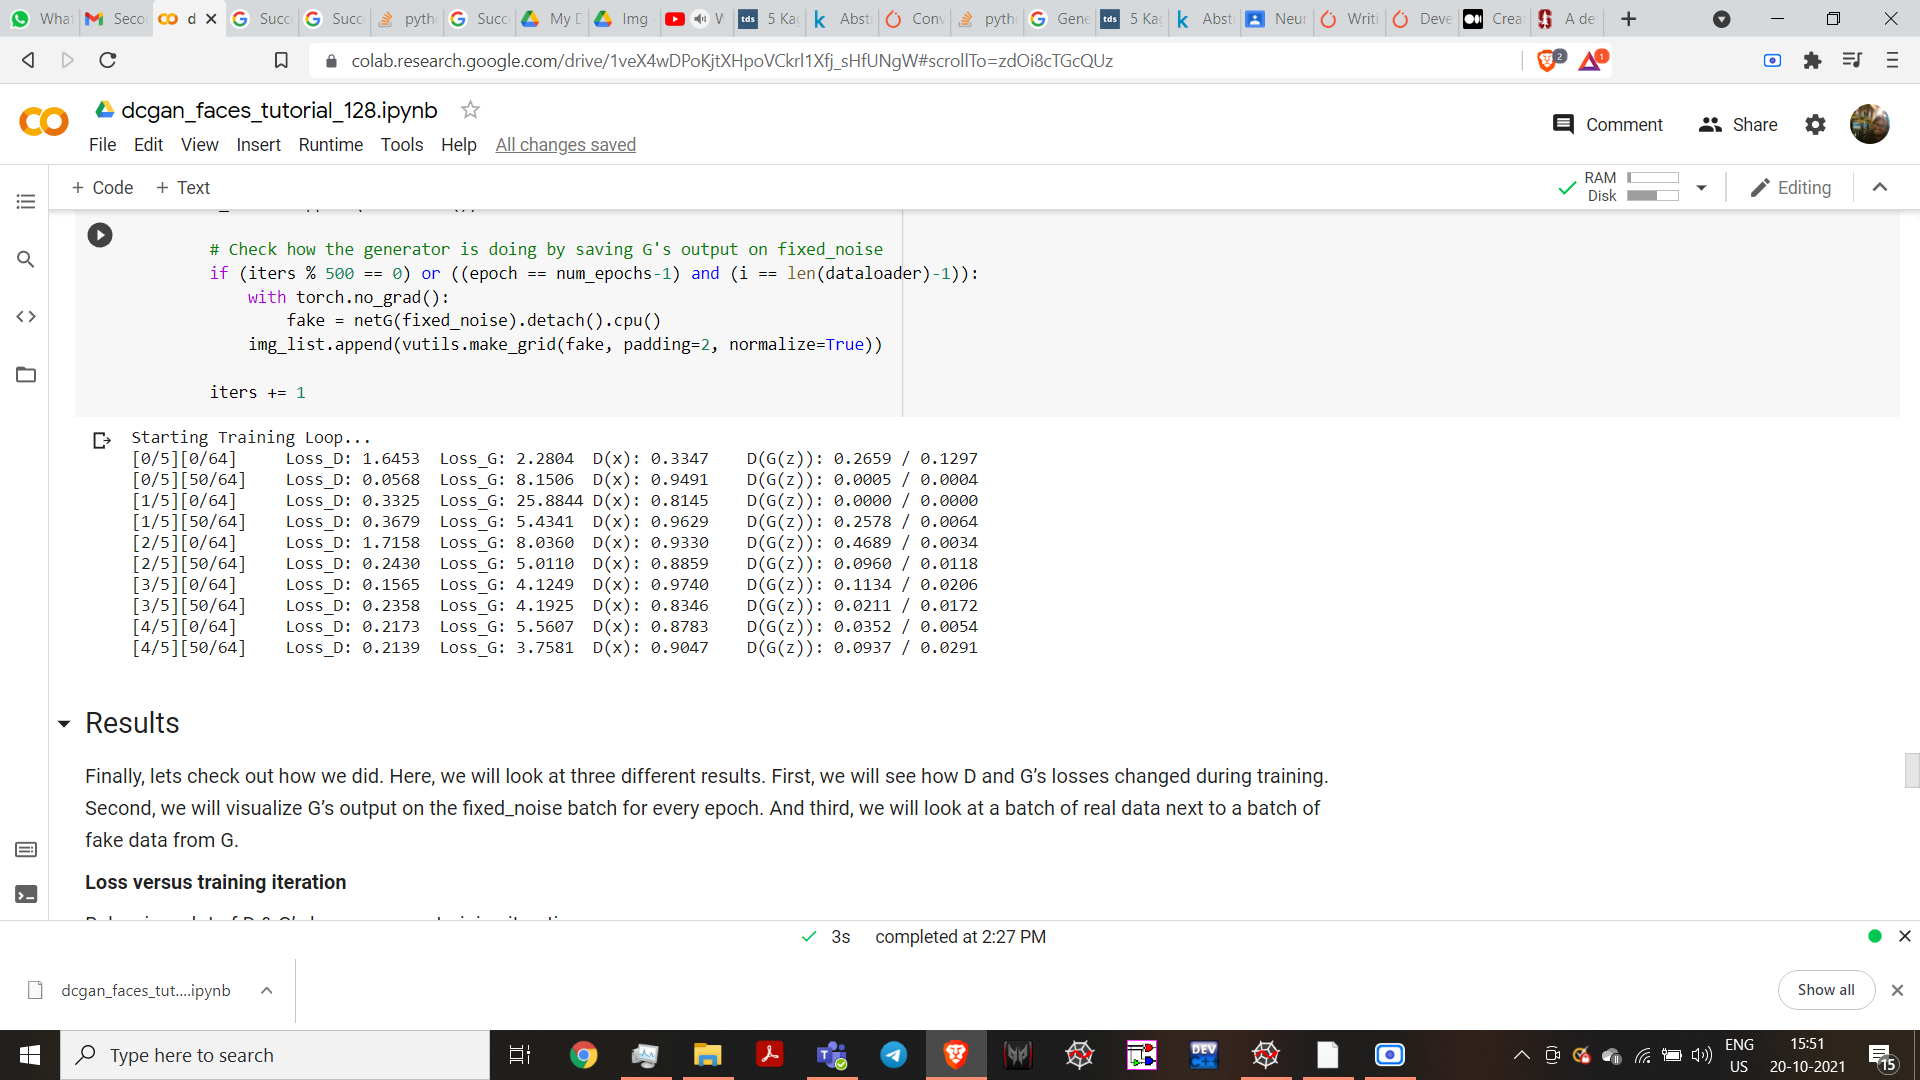 What
Seco
d
Succ
Succ
pyth
Succ
My D
Img
5 Ka
Abst
Conv
pyth
Gene
5 Kag
Abst
Neur
Writi
Deve
Crea
A de
colab.research.google.com/drive/1veX4wDPoKjtXHpoVCkrl1Xfj_sHfUNgW#scrollTo=zdOi8cTGcQUz
2
1
dcgan_faces_tutorial_128.ipynb
Comment
Share
File Edit View Insert Runtime Tools Help All changes saved
+ Code + Text
RAM
Disk
Editing
# Check how the generator is doing by saving G's output on fixed_noise
if (iters % 500 == 0) or ((epoch == num_epochs-1) and (i == len(dataloader)-1)):
with torch.no_grad():
fake = netG(fixed_noise).detach().cpu()
img_list.append(vutils.make_grid(fake, padding=2, normalize=True))
iters += 1
Starting Training Loop...
[0/5][0/64] Loss_D: 1.6453 Loss_G: 2.2804 D(x): 0.3347 D(G(z)): 0.2659 / 0.1297
[0/5][50/64] Loss_D: 0.0568 Loss_G: 8.1506 D(x): 0.9491 D(G(z)): 0.0005 / 0.0004
[1/5][0/64] Loss_D: 0.3325 Loss_G: 25.8844 D(x): 0.8145 D(G(z)): 0.0000 / 0.0000
[1/5][50/64] Loss_D: 0.3679 Loss_G: 5.4341 D(x): 0.9629 D(G(z)): 0.2578 / 0.0064
[2/5][0/64] Loss_D: 1.7158 Loss_G: 8.0360 D(x): 0.9330 D(G(z)): 0.4689 / 0.0034
[2/5][50/64] Loss_D: 0.2430 Loss_G: 5.0110 D(x): 0.8859 D(G(z)): 0.0960 / 0.0118
[3/5][0/64] Loss_D: 0.1565 Loss_G: 4.1249 D(x): 0.9740 D(G(z)): 0.1134 / 0.0206
[3/5][50/64] Loss_D: 0.2358 Loss_G: 4.1925 D(x): 0.8346 D(G(z)): 0.0211 / 0.0172
[4/5][0/64] Loss_D: 0.2173 Loss_G: 5.5607 D(x): 0.8783 D(G(z)): 0.0352 / 0.0054
[4/5][50/64] Loss_D: 0.2139 Loss_G: 3.7581 D(x): 0.9047 D(G(z)): 0.0937 / 0.0291
Results
Finally, lets check out how we did. Here, we will look at three different results. First, we will see how D and G’s losses changed during training.
Second, we will visualize G’s output on the fixed_noise batch for every epoch. And third, we will look at a batch of real data next to a batch of
fake data from G.
Loss versus training iteration
3s completed at 2:27 PM
dcgan_faces_tut....ipynb
Show all
Type here to search
ENG
US
15:51
20-10-2021
15